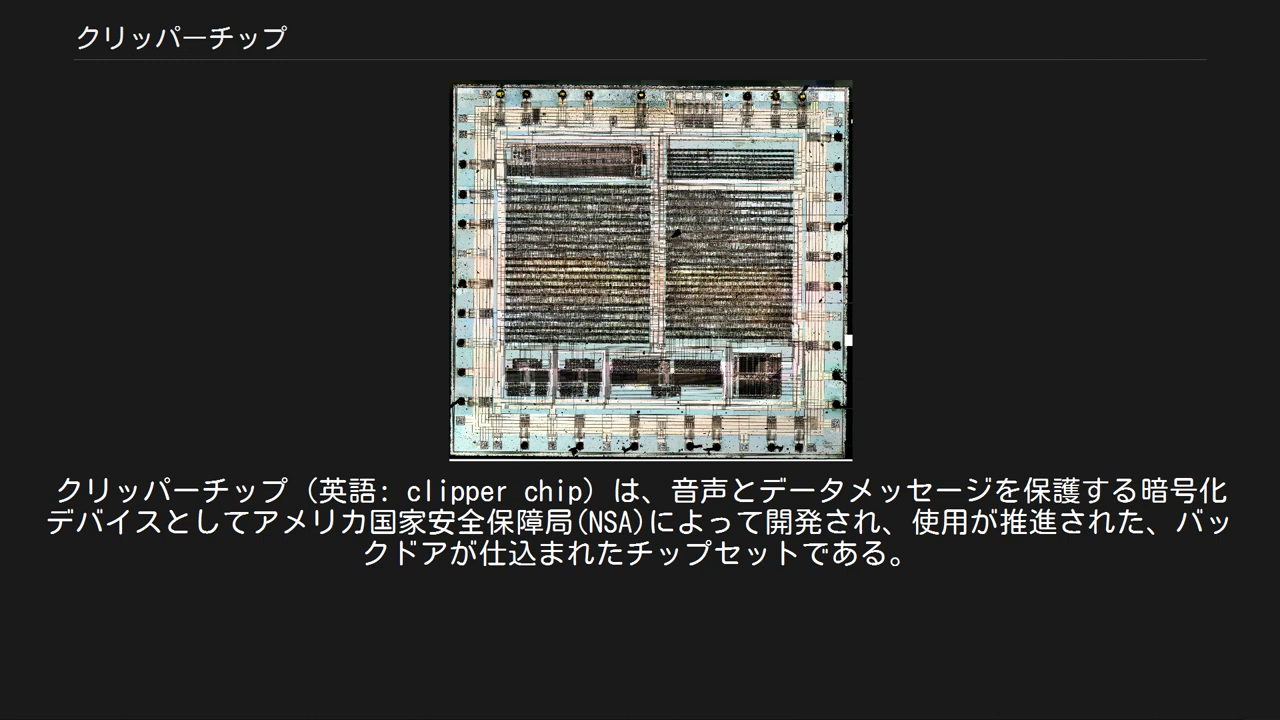 クリッパーチップ
クリッパーチップ (英語: clipper chip) は、音声とデータメッセージを保護する暗号化
デバイスとしてアメリカ国家安全保障局(NSA)によって開発され、使用が推進された、バッ
クドアが仕込まれたチップセットである。